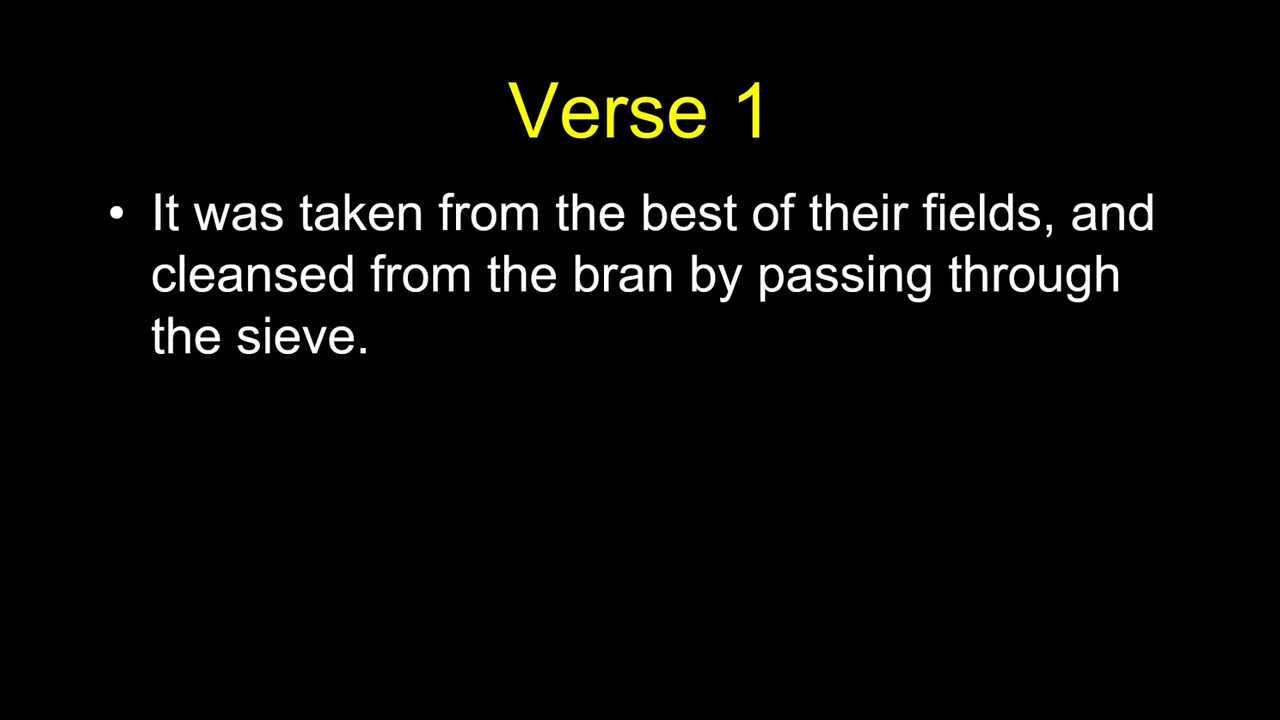 Verse 1
• It was taken from the best of their fields, and
cleansed from the bran by passing through
the sieve.